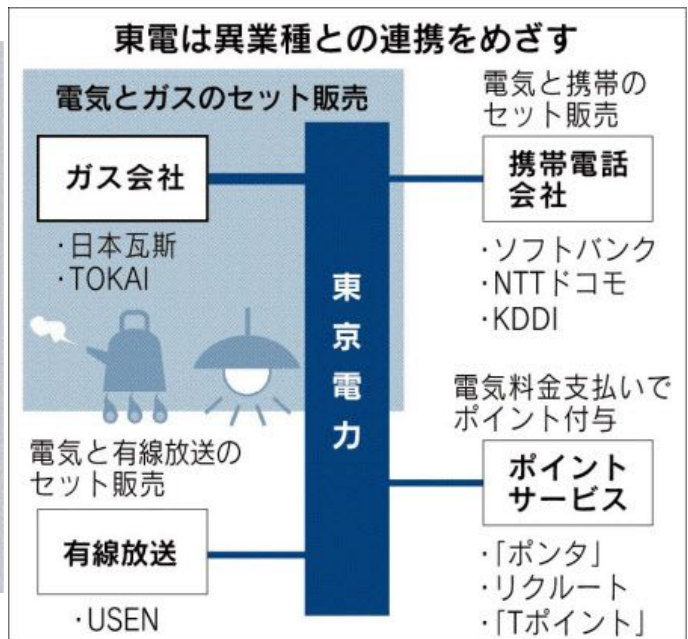 東電は異業種との連携をめざす
電気とガスのセット販売
ガス会社
・日本瓦斯
・TOKAI
電気と有線放送の
セット販売
有線放送
・USEN
東京電力
電気と携帯の
セット販売
携帯電話
会社
・ソフトバンク
・NTTドコモ
・KDDI
電気料金支払いで
ポイント付与
ポイント
サービス
・「ポンタ」
・リクルート
・「Tポイント」